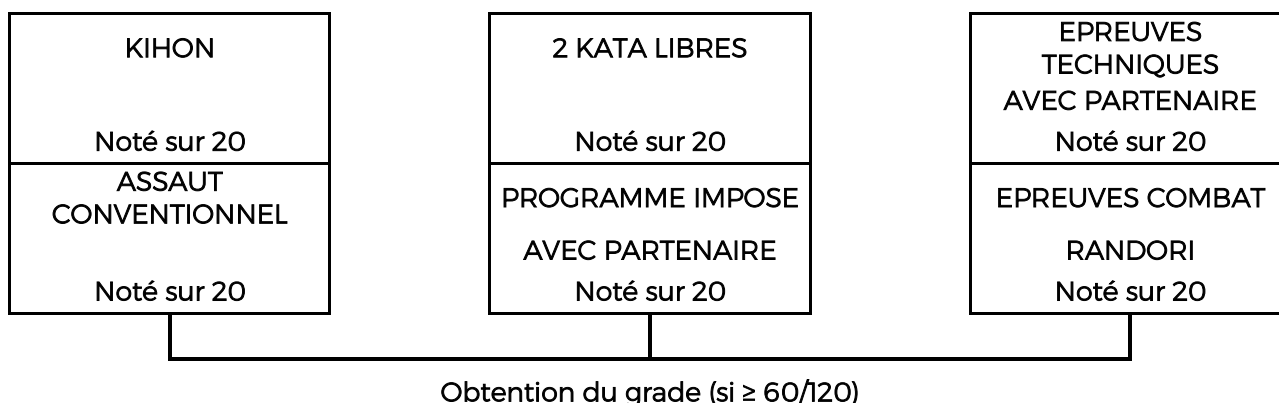 KIHON
Noté sur 20
ASSAUT
CONVENTIONNEL
Noté sur 20
2 KATA LIBRES
Noté sur 20
PROGRAMME IMPOSE
AVEC PARTENAIRE
Noté sur 20
EPREUVES
TECHNIQUES
AVEC PARTENAIRE
Noté sur 20
EPREUVES COMBAT
RANDORI
Noté sur 20
Obtention du grade (si ≥ 60/120)